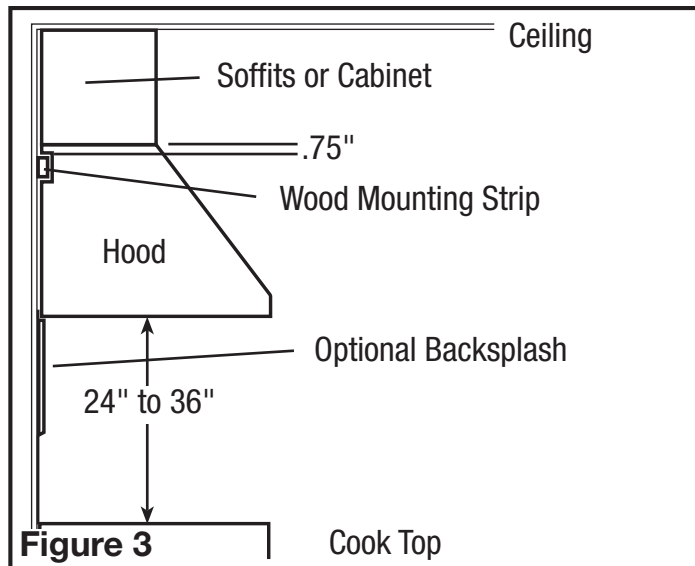 Ceiling
Soffits or Cabinet
.75"
Wood Mounting Strip
Hood
Optional Backsplash
24" to 36"
Figure 3
Cook Top